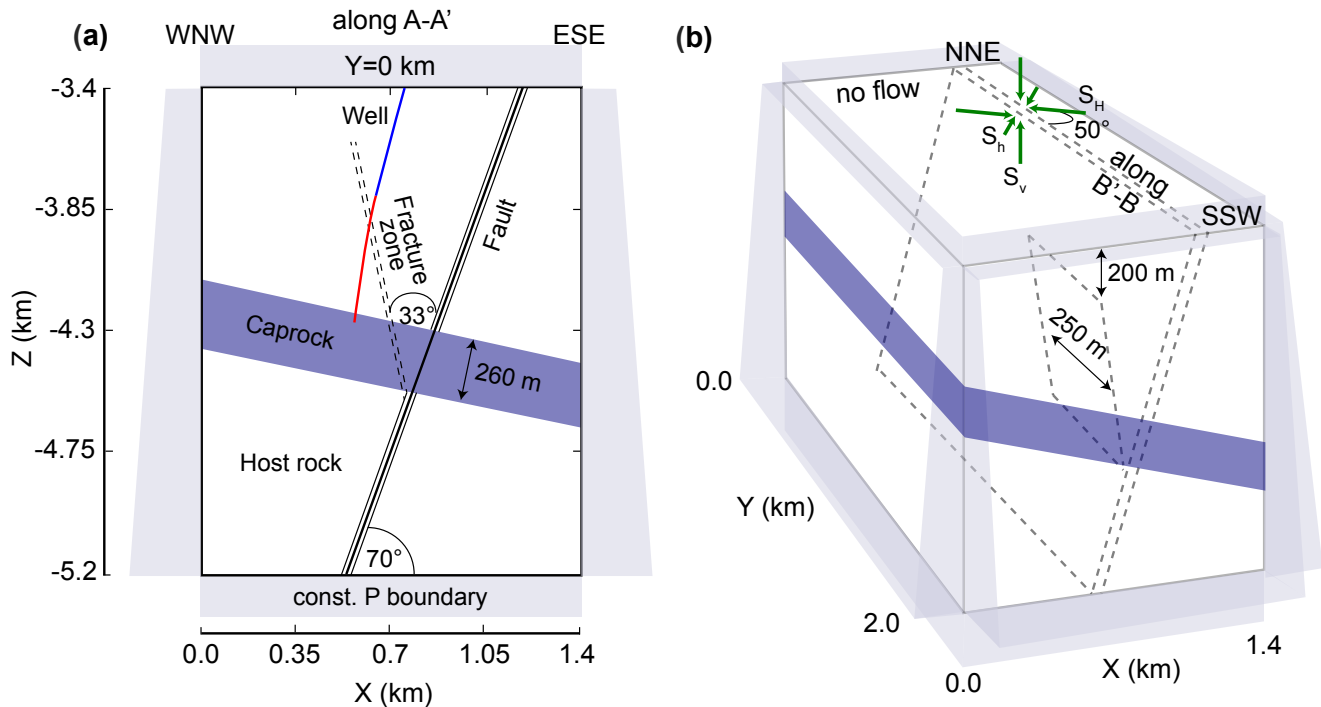 (a)
along A-A'
WNW
ESE
Y=0 km
-3.4
-3.85
-4.3
-4.75
-5.2
Z (km)
Well
Fracture
zone
Fault
33°
Caprock
260 m
Host rock
70°
const. P boundary
0.0
0.35
0.7
1.05
1.4
X (km)
(b)
NNE
no flow
S_H
50°
S_h
S_v
along
B'-B
SSW
200 m
250 m
0.0
Y (km)
2.0
0.0
X (km)
1.4